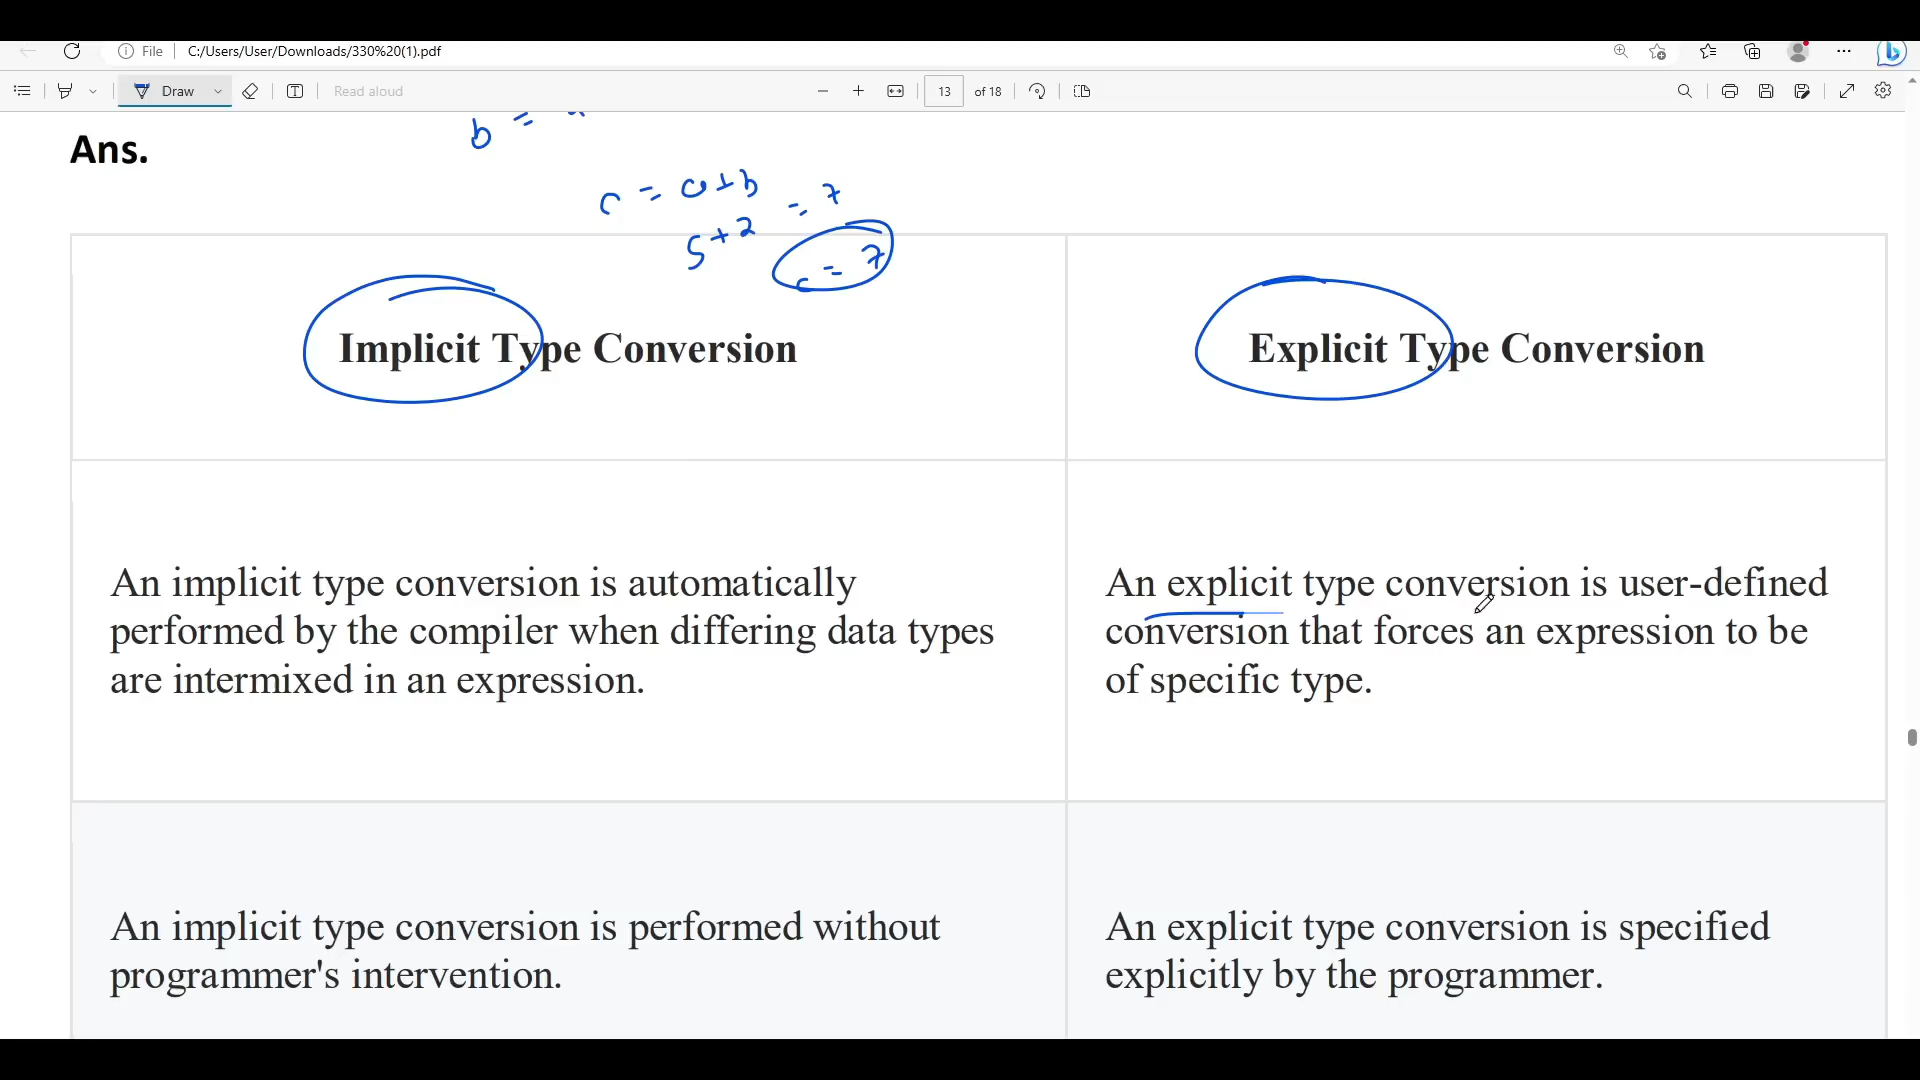 File C:/Users/User/Downloads/330%20(1).pdf
Draw Read aloud 13 of 18
b =
Ans.
c = a+b = 7
5+2
c = 7
Implicit Type Conversion
Explicit Type Conversion
An implicit type conversion is automatically
performed by the compiler when differing data types
are intermixed in an expression.
An explicit type conversion is user-defined
conversion that forces an expression to be
of specific type.
An implicit type conversion is performed without
programmer's intervention.
An explicit type conversion is specified
explicitly by the programmer.